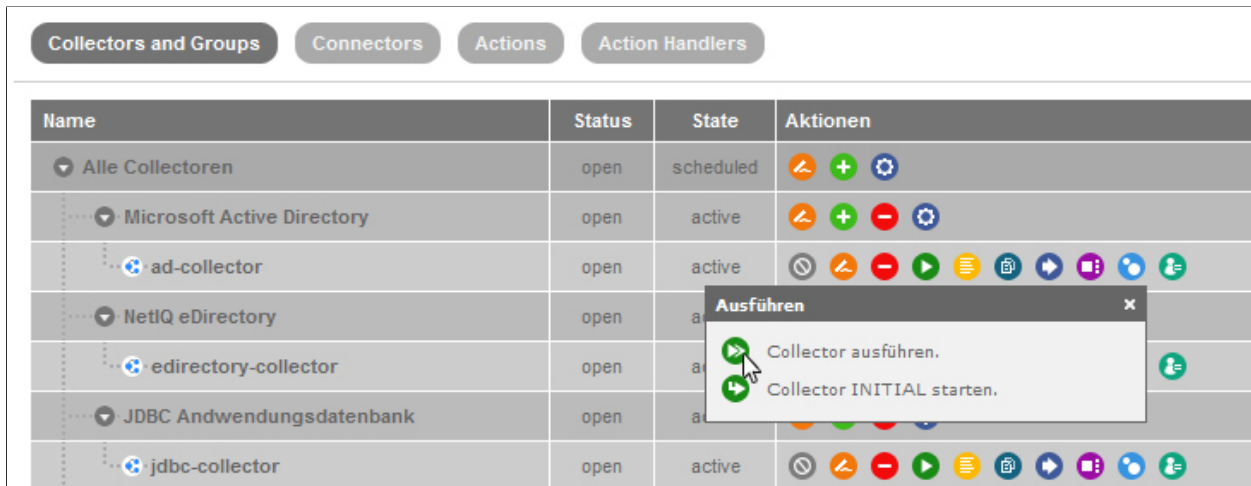 Collectors and Groups Connectors Actions Action Handlers
Name Status State Aktionen
Alle Collectoren open scheduled
Microsoft Active Directory open active
ad-collector open active
Ausführen ×
NetIQ eDirectory open
Collector ausführen.
edirectory-collector open
Collector INITIAL starten.
JDBC Andwendungsdatenbank open
jdbc-collector open active